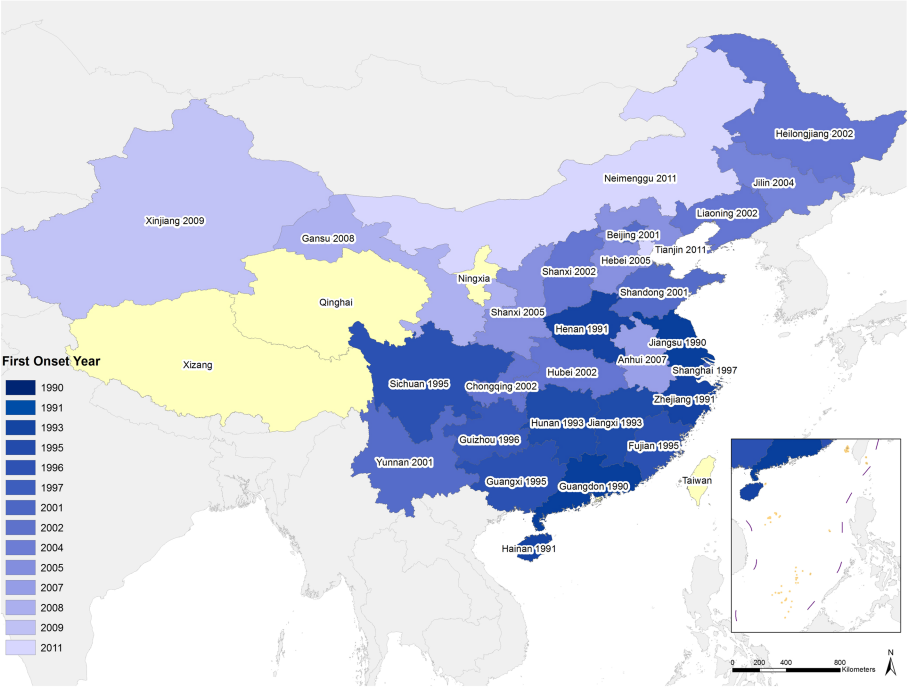 Heilongjiang 2002
Neimenggu 2011
Jilin 2004
Liaoning 2002
Xinjiang 2009
Gansu 2008
Beijing 2001
Tianjin 2011
Hebei 2005
Shanxi 2002
Ningxia
Shandong 2001
Qinghai
Shanxi 2005
Henan 1991
Jiangsu 1990
Anhui 2007
Xizang
Shanghai 1997
Hubei 2002
Sichuan 1995
Chongqing 2002
Zhejiang 1991
Hunan 1993
Jiangxi 1993
Guizhou 1996
Fujian 1995
Yunnan 2001
Guangxi 1995
Guangdon 1990
Taiwan
Hainan 1991
First Onset Year
1990
1991
1993
1995
1996
1997
2001
2002
2004
2005
2007
2008
2009
2011
N
0 200 400 800
Kilometers